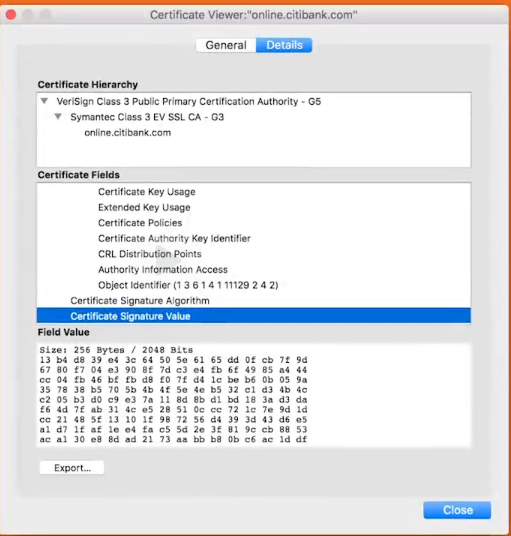 Certificate Viewer:"online.citibank.com"
General Details
Certificate Hierarchy
VeriSign Class 3 Public Primary Certification Authority - G5
Symantec Class 3 EV SSL CA - G3
online.citibank.com
Certificate Fields
Certificate Key Usage
Extended Key Usage
Certificate Policies
Certificate Authority Key Identifier
CRL Distribution Points
Authority Information Access
Object Identifier (1 3 6 1 4 1 11129 2 4 2)
Certificate Signature Algorithm
Certificate Signature Value
Field Value
Size: 256 Bytes / 2048 Bits
13 b4 d8 39 e4 3c 64 50 5e 61 65 dd 0f cb 7f 9d
67 80 f7 04 e3 90 8f 7d c3 e4 fb 6f 49 85 a4 44
cc 04 fb 46 bf fb d8 f0 7f d4 1c be b6 0b 05 9a
35 78 38 b5 70 5b 4b 4f 5e 4e b5 32 c1 d3 4b 4c
c2 05 b3 d0 c9 e3 7a 11 8d 8b d1 bd 18 3a d3 da
f6 4d 7f ab 31 4c e5 28 51 0c cc 72 1c 7e 9d 1d
cc 21 48 5f 13 10 1f 98 72 56 d4 39 3d 43 d6 e5
a1 d7 1f af 1e e4 fa c5 5d 2e 3f 81 9c cb 88 53
ac a1 30 e8 8d ad 21 73 aa bb b8 0b c6 ac 1d df
Export...
Close